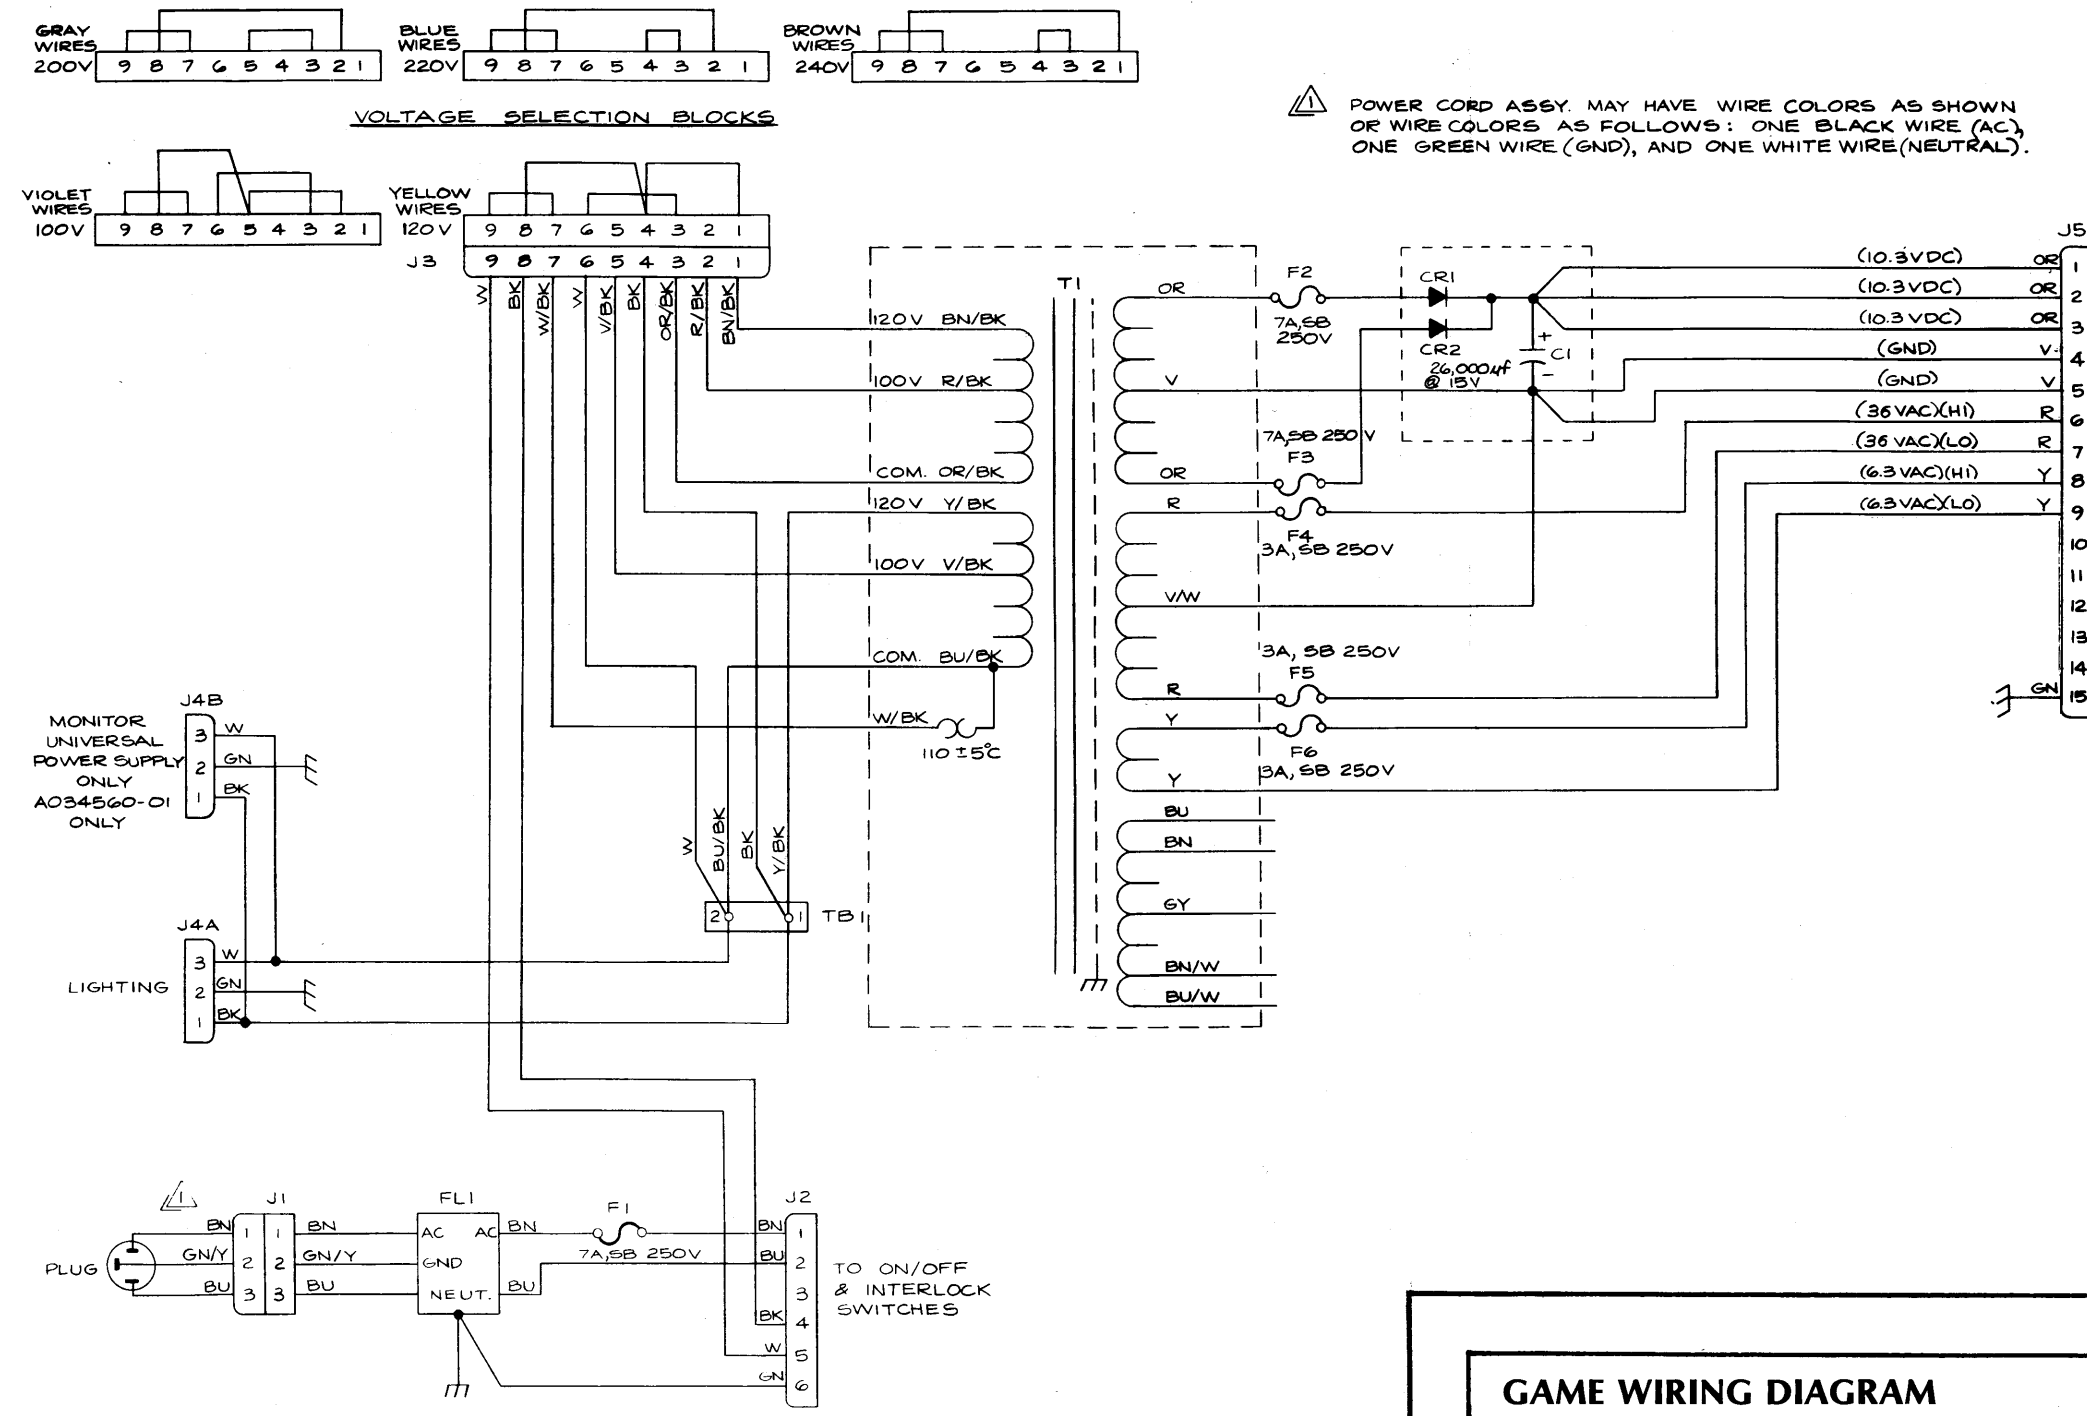 GRAY
WIRES
200V
9 8 7 6 5 4 3 2 1
BLUE
WIRES
220V
9 8 7 6 5 4 3 2 1
BROWN
WIRES
240V
9 8 7 6 5 4 3 2 1
VOLTAGE SELECTION BLOCKS
1 POWER CORD ASSY. MAY HAVE WIRE COLORS AS SHOWN
OR WIRE COLORS AS FOLLOWS: ONE BLACK WIRE (AC),
ONE GREEN WIRE (GND), AND ONE WHITE WIRE (NEUTRAL).
VIOLET
WIRES
100V
9 8 7 6 5 4 3 2 1
YELLOW
WIRES
120V
9 8 7 6 5 4 3 2 1
J3
9 8 7 6 5 4 3 2 1
W
BK
W/BK
W
V/BK
BK
OR/BK
R/BK
BN/BK
120V BN/BK
100V R/BK
COM. OR/BK
120V Y/BK
100V V/BK
COM. BU/BK
W/BK
110 ±5°C
T1
OR
V
OR
R
V/W
R
Y
Y
BU
BN
GY
BN/W
BU/W
F2
7A,SB
250V
7A,SB 250V
F3
F4
3A, SB 250V
3A, SB 250V
F5
F6
3A, SB 250V
CR1
CR2
+
C1
-
26,000µf
@ 15V
J5
(10.3VDC) OR 1
(10.3VDC) OR 2
(10.3VDC) OR 3
(GND) V 4
(GND) V 5
(36VAC)(HI) R 6
(36 VAC)(LO) R 7
(6.3 VAC)(HI) Y 8
(6.3VAC)(LO) Y 9
10
11
12
13
14
GN 15
J4B
MONITOR
UNIVERSAL
POWER SUPPLY
ONLY
A034560-01
ONLY
3 W
2 GN
1 BK
W
BU/BK
BK
Y/BK
2 1 TB1
J4A
LIGHTING
3 W
2 GN
1 BK
1
PLUG
J1
BN 1 1 BN
GN/Y 2 2 GN/Y
BU 3 3 BU
FL1
AC AC
GND
NEUT.
BN
BU
F1
7A,SB 250V
J2
BN 1
BU 2
3
BK 4
W 5
GN 6
TO ON/OFF
& INTERLOCK
SWITCHES
GAME WIRING DIAGRAM